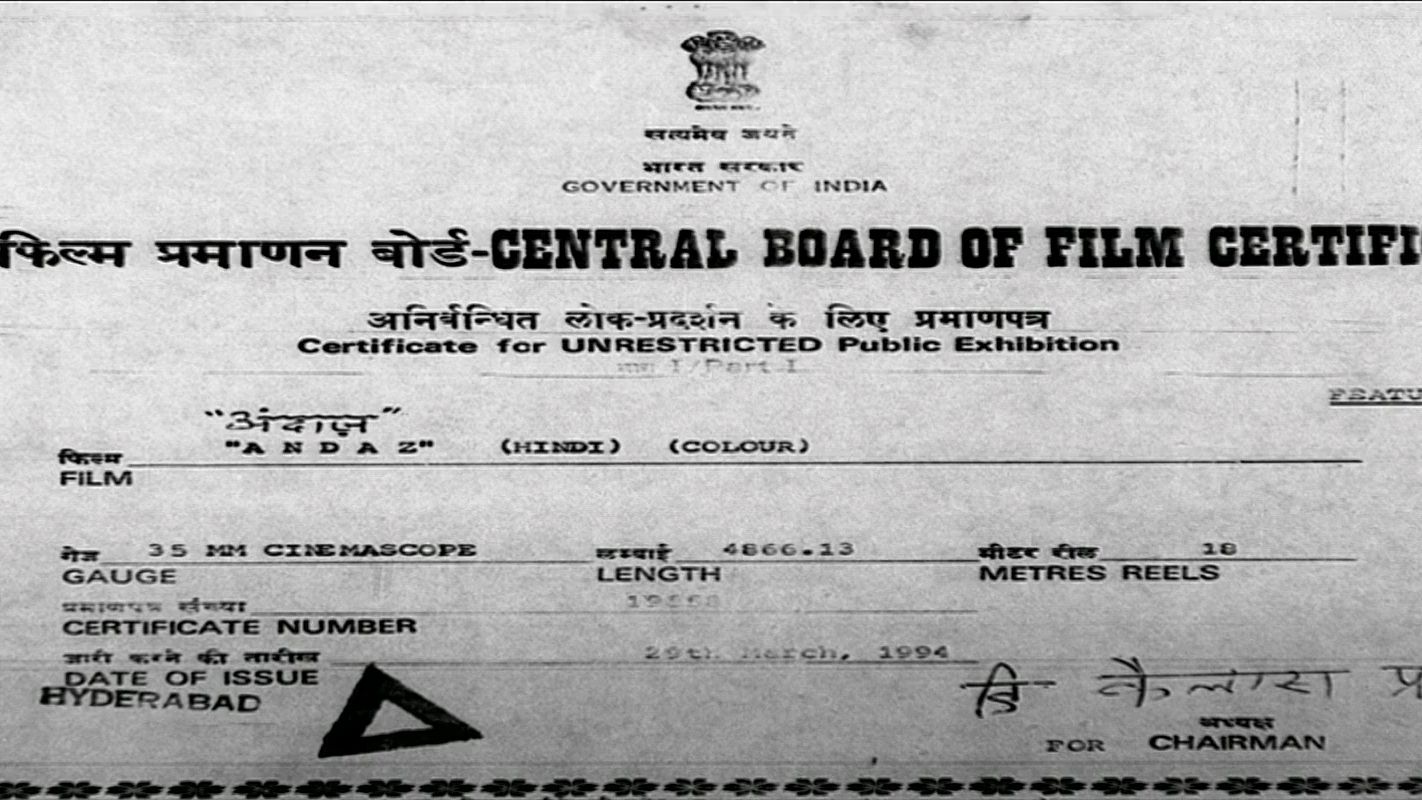 सत्यमेव जयते
भारत सरकार
GOVERNMENT OF INDIA
फिल्म प्रमाणन बोर्ड-CENTRAL BOARD OF FILM CERTIFI
अनिर्बन्धित लोक-प्रदर्शन के लिए प्रमाणपत्र
Certificate for UNRESTRICTED Public Exhibition
भाग I/Part I
FEATU
"अंदाज़"
"A N D A Z" (HINDI) (COLOUR)
फिल्म
FILM
गेज 35 MM CINEMASCOPE लम्बाई 4866.13 मीटर रील 18
GAUGE LENGTH METRES REELS
प्रमाणपत्र संख्या
CERTIFICATE NUMBER
जारी करने की तारीख 29th March, 1994
DATE OF ISSUE
HYDERABAD
डि कैलाश प्र
अध्यक्ष
FOR CHAIRMAN